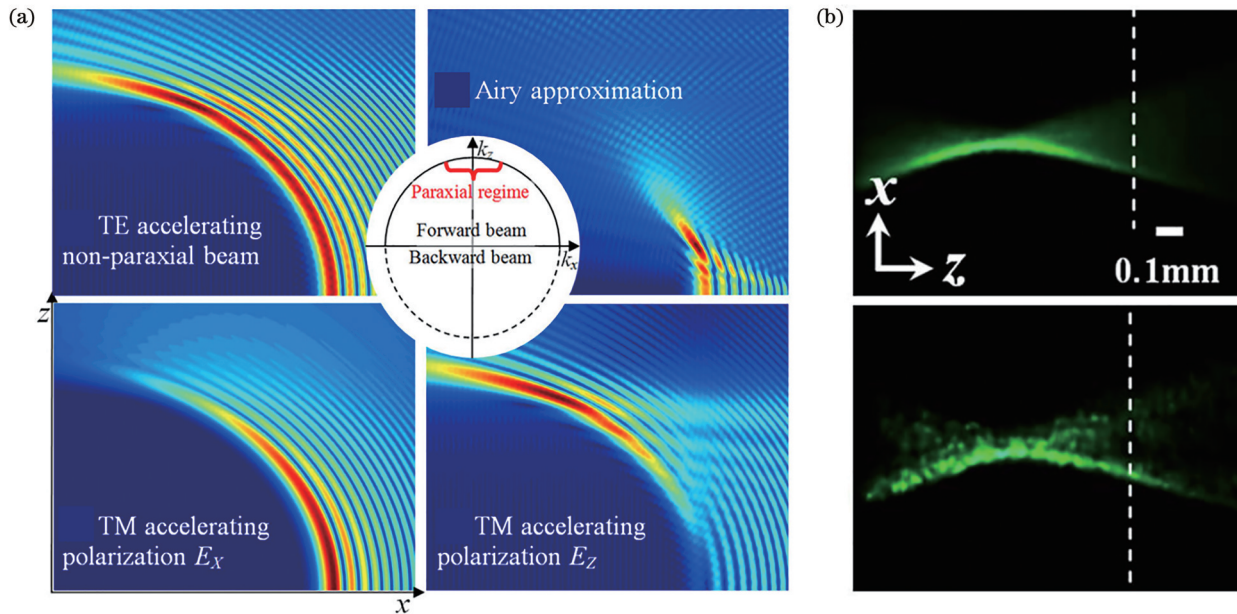 (a)
TE accelerating
non-paraxial beam
Airy approximation
k_z
Paraxial regime
Forward beam
Backward beam
k_x
z
TM accelerating
polarization E_X
x
TM accelerating
polarization E_Z
(b)
x
z
0.1mm